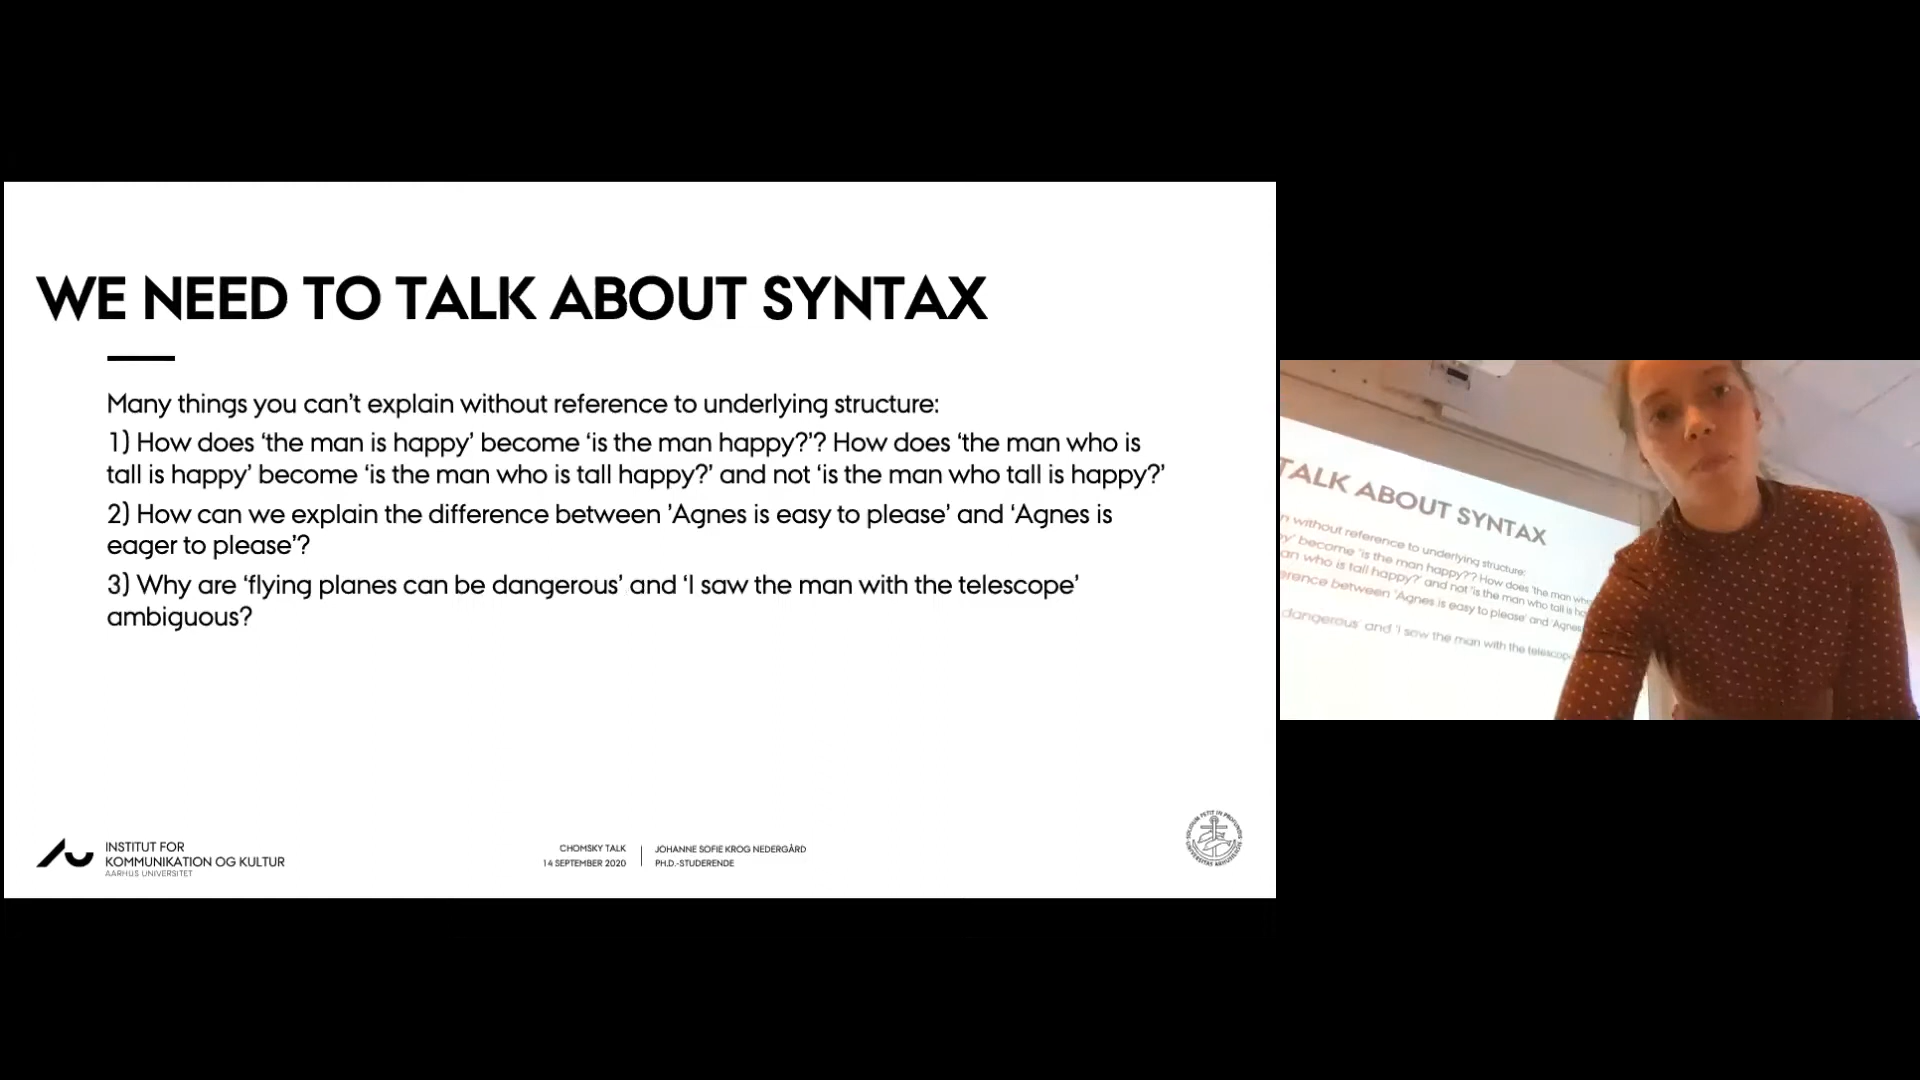 WE NEED TO TALK ABOUT SYNTAX
Many things you can't explain without reference to underlying structure:
1) How does ‘the man is happy’ become ‘is the man happy?’? How does ‘the man who is
tall is happy’ become ‘is the man who is tall happy?’ and not ‘is the man who tall is happy?’
2) How can we explain the difference between ’Agnes is easy to please’ and ‘Agnes is
eager to please’?
3) Why are ‘flying planes can be dangerous’ and ‘I saw the man with the telescope’
ambiguous?
INSTITUT FOR
KOMMUNIKATION OG KULTUR
AARHUS UNIVERSITET
CHOMSKY TALK
14 SEPTEMBER 2020
JOHANNE SOFIE KROG NEDERGÅRD
PH.D.-STUDERENDE
TALK ABOUT SYNTAX
without reference to underlying structure:
become ‘is the man happy?’? How does ‘the man who
who is tall happy?’ and not ‘is the man who tall is
between ‘Agnes is easy to please’ and ‘Agnes
dangerous’ and ‘I saw the man with the